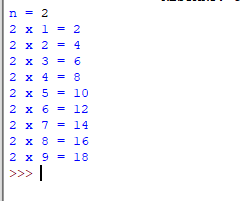 n = 2
2 x 1 = 2
2 x 2 = 4
2 x 3 = 6
2 x 4 = 8
2 x 5 = 10
2 x 6 = 12
2 x 7 = 14
2 x 8 = 16
2 x 9 = 18
>>>